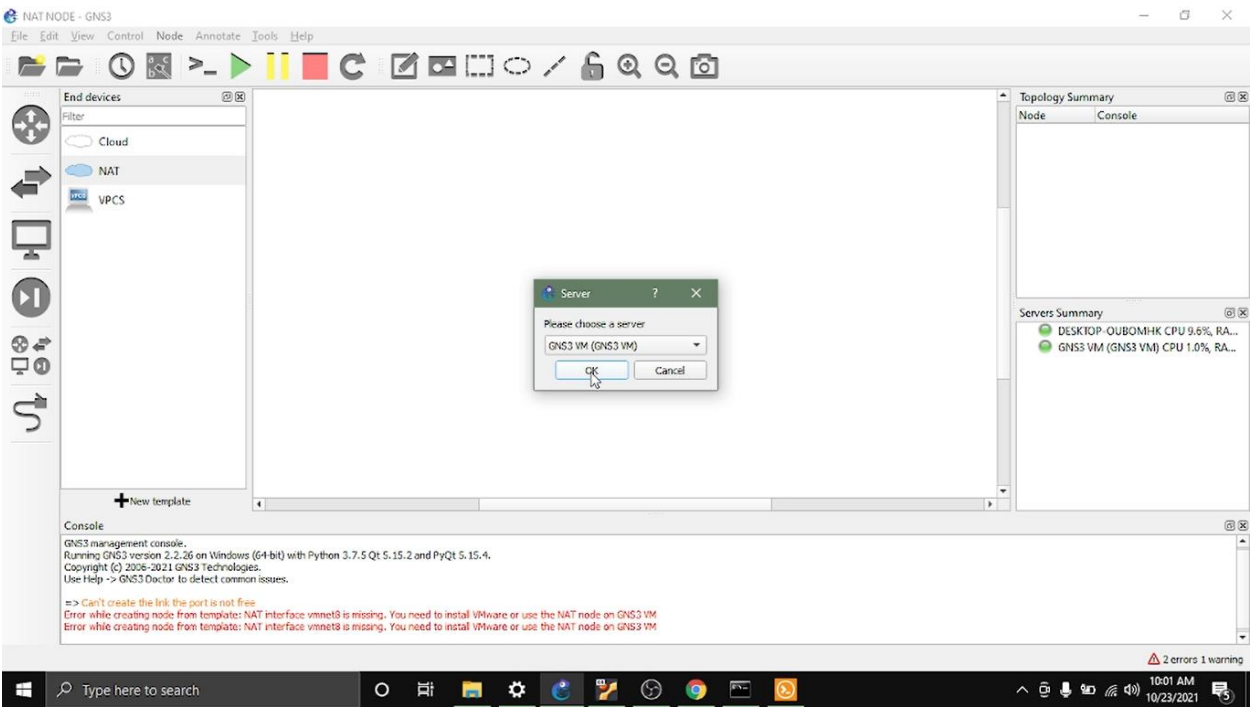 NAT NODE - GNS3
File Edit View Control Node Annotate Tools Help
End devices
Filter
Cloud
NAT
VPCS
New template
Server
?
Please choose a server
GNS3 VM (GNS3 VM)
OK Cancel
Topology Summary
Node Console
Servers Summary
DESKTOP-OUBOMHK CPU 9.6%, RA...
GNS3 VM (GNS3 VM) CPU 1.0%, RA...
Console
GNS3 management console.
Running GNS3 version 2.2.26 on Windows (64-bit) with Python 3.7.5 Qt 5.15.2 and PyQt 5.15.4.
Copyright (c) 2006-2021 GNS3 Technologies.
Use Help -> GNS3 Doctor to detect common issues.
=> Can't create the link the port is not free
Error while creating node from template: NAT interface vmnet8 is missing. You need to install VMware or use the NAT node on GNS3 VM
Error while creating node from template: NAT interface vmnet8 is missing. You need to install VMware or use the NAT node on GNS3 VM
2 errors 1 warning
Type here to search
10:01 AM
10/23/2021
5